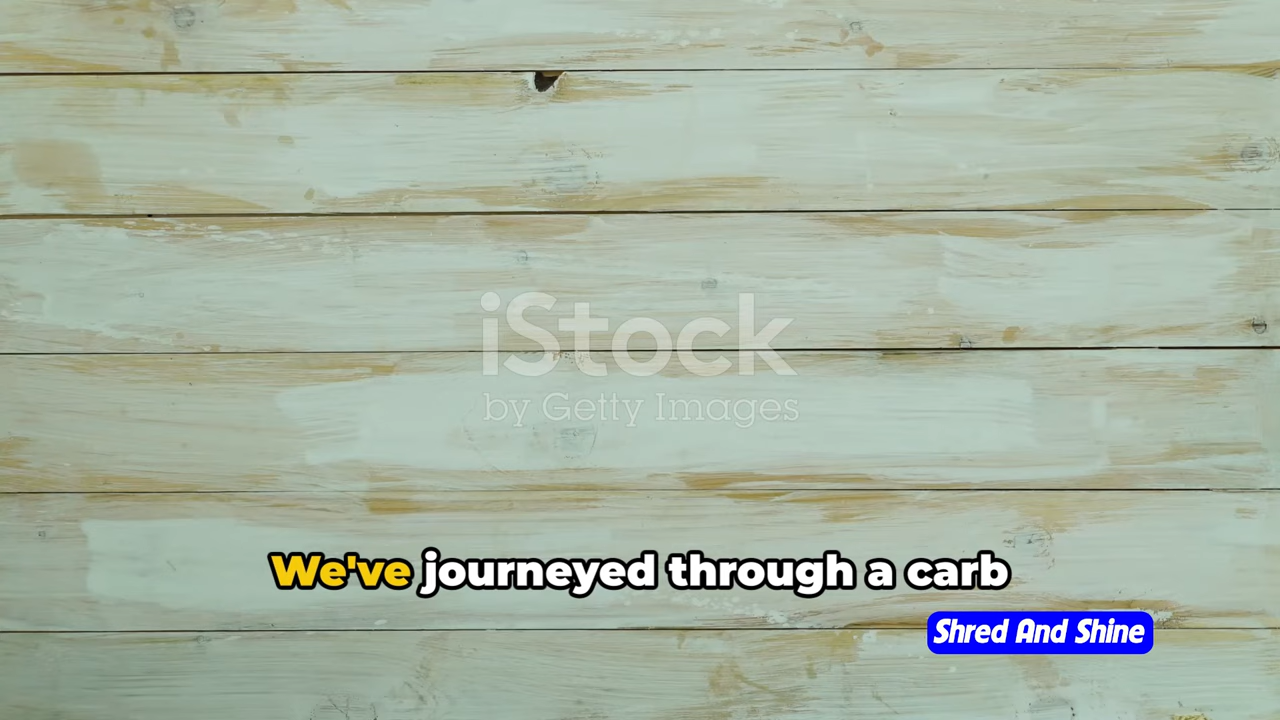 iStock
by Getty Images
We've journeyed through a carb
Shred And Shine